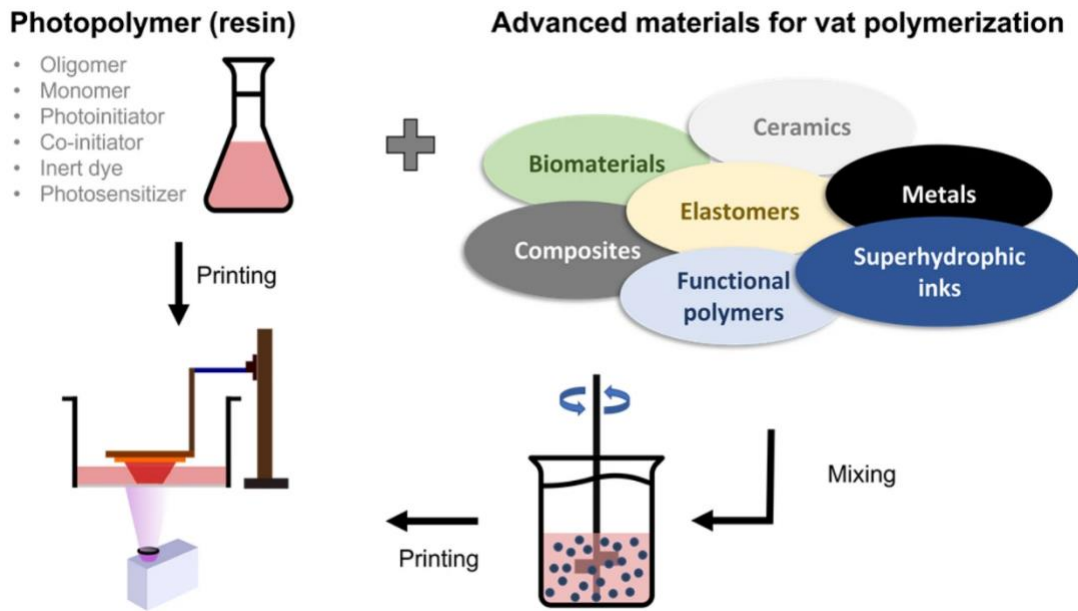 Photopolymer (resin)
• Oligomer
• Monomer
• Photoinitiator
• Co-initiator
• Inert dye
• Photosensitizer
Advanced materials for vat polymerization
Ceramics
Biomaterials
Metals
Elastomers
Composites
Superhydrophic
inks
Functional
polymers
Printing
Mixing
Printing